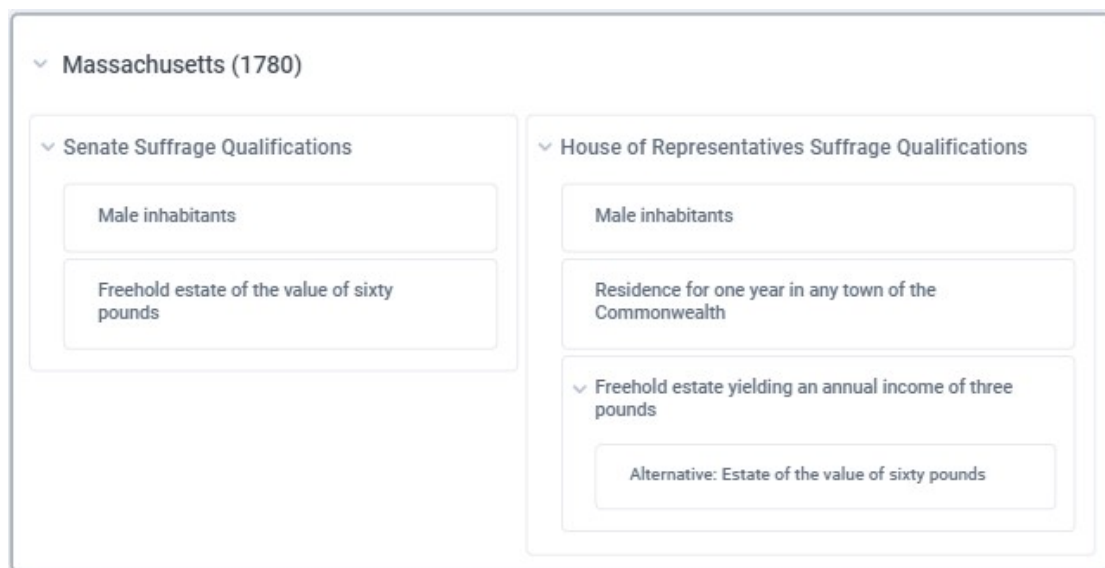 Massachusetts (1780)
Senate Suffrage Qualifications
Male inhabitants
Freehold estate of the value of sixty
pounds
House of Representatives Suffrage Qualifications
Male inhabitants
Residence for one year in any town of the
Commonwealth
Freehold estate yielding an annual income of three
pounds
Alternative: Estate of the value of sixty pounds